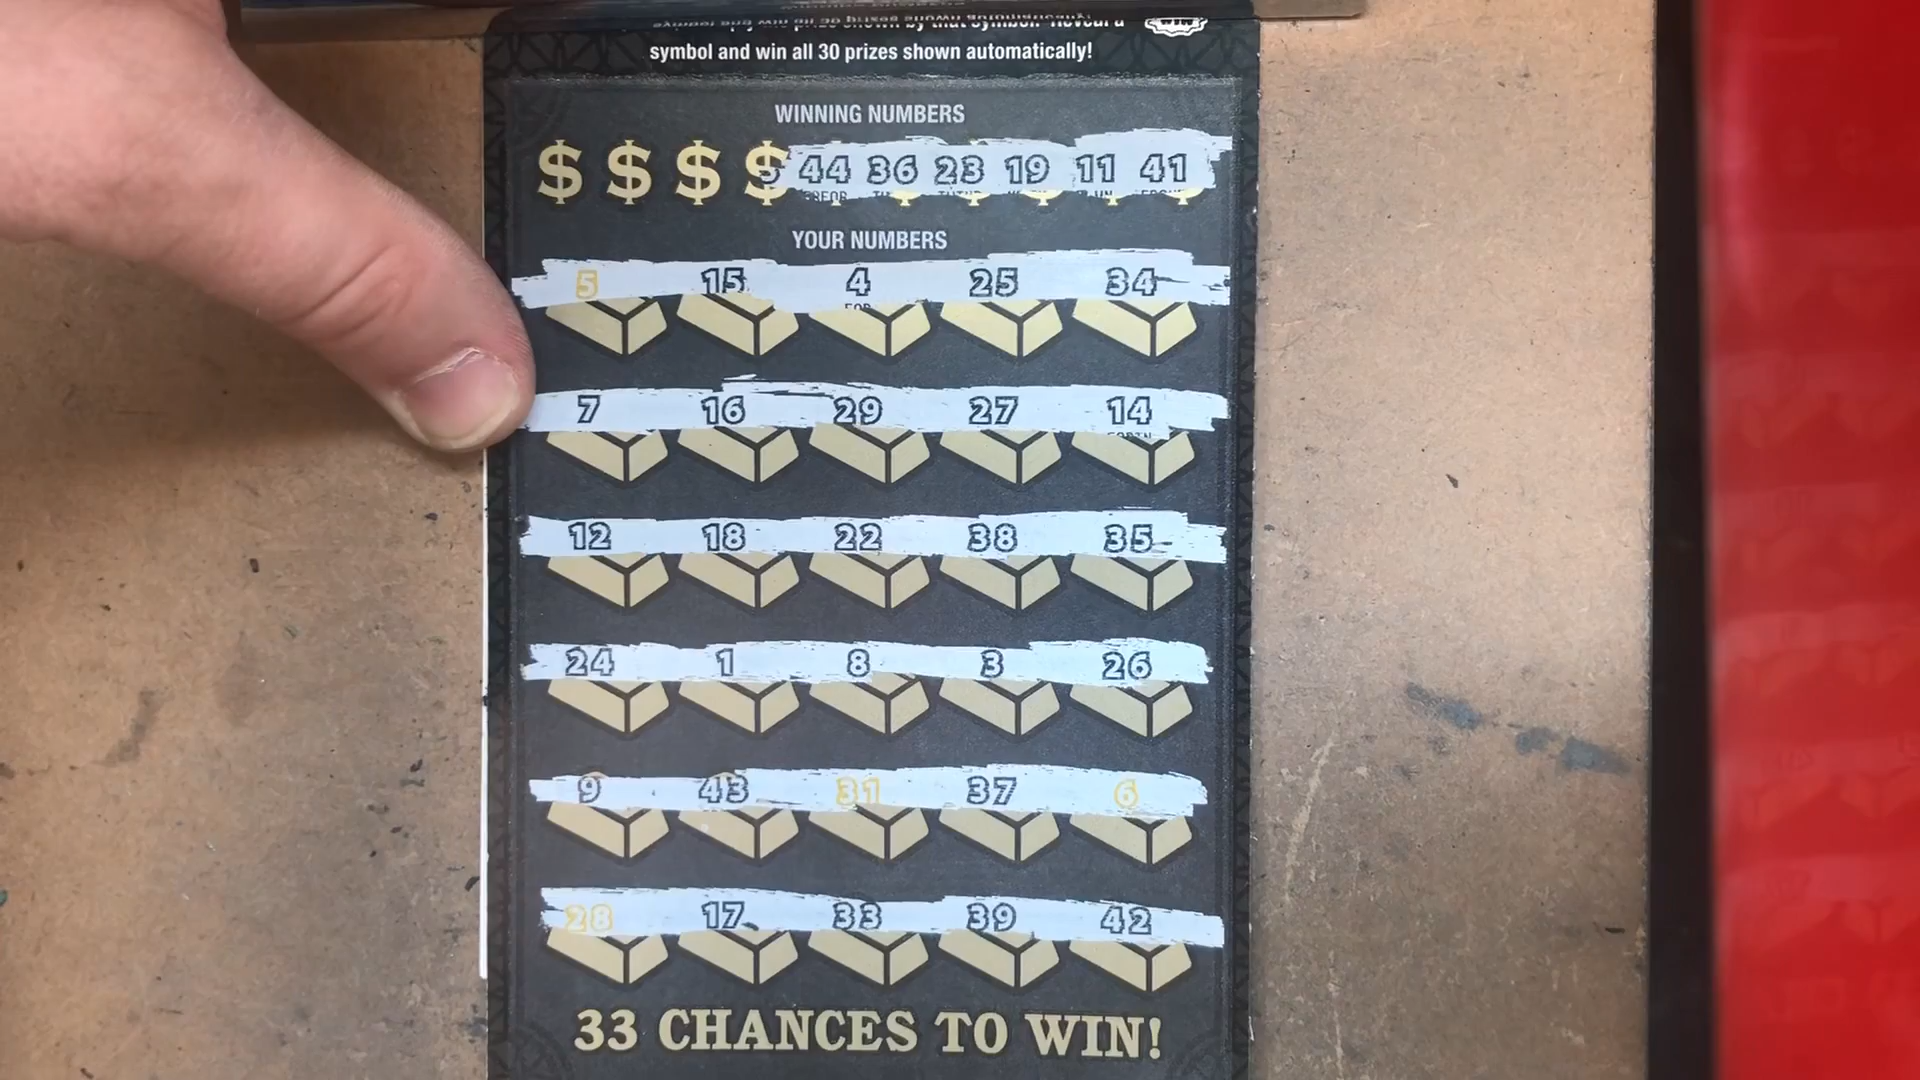 symbol and win all 30 prizes shown automatically!
WIN
WINNING NUMBERS
$ $ $ $ 44 36 23 19 11 41
YOUR NUMBERS
5 15 4 25 34
7 16 29 27 14
12 18 22 38 35
24 1 8 3 26
9 43 31 37 6
28 17 33 39 42
33 CHANCES TO WIN!